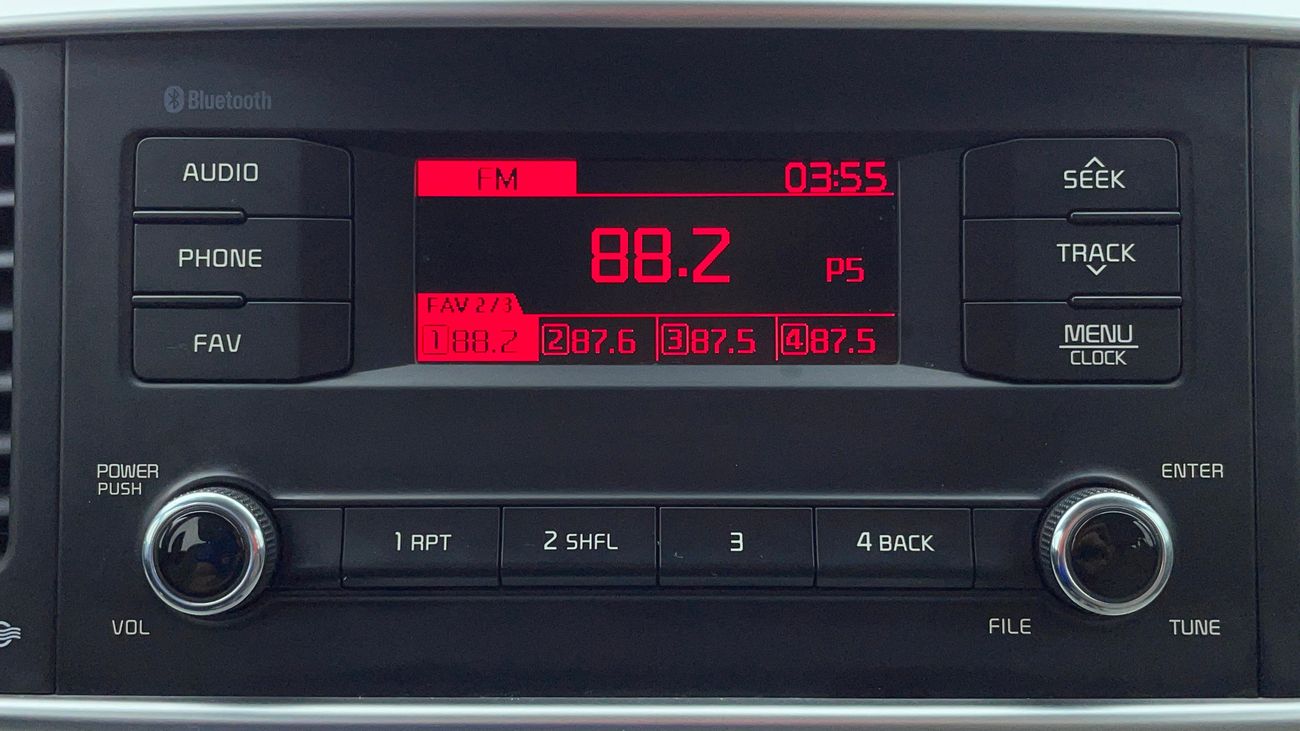 Bluetooth
AUDIO
PHONE
FAV
FM 03:55
88.2 P5
FAV 2/3
1 88.2 2 87.6 3 87.5 4 87.5
SEEK
TRACK
MENU
CLOCK
POWER
PUSH
VOL
1 RPT 2 SHFL 3 4 BACK
ENTER
FILE
TUNE